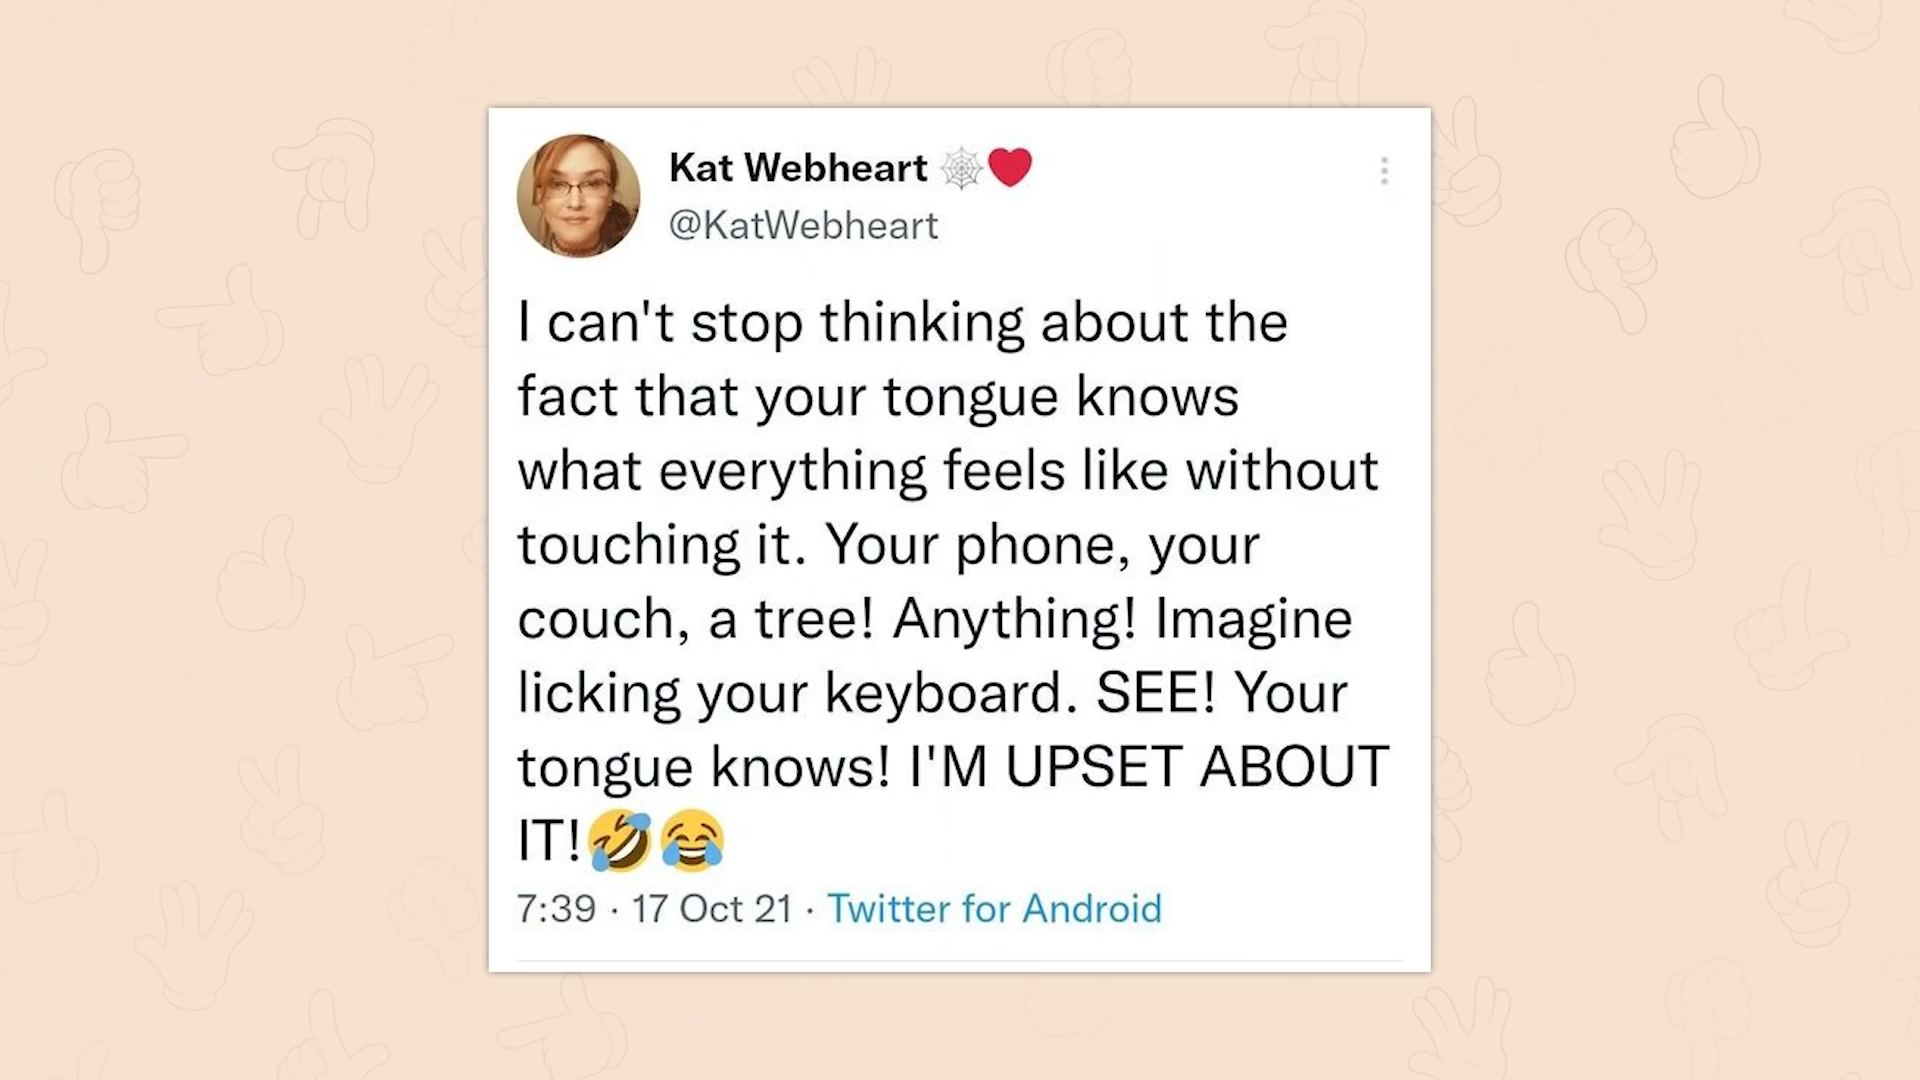 Kat Webheart 🕸️❤️
@KatWebheart
I can't stop thinking about the
fact that your tongue knows
what everything feels like without
touching it. Your phone, your
couch, a tree! Anything! Imagine
licking your keyboard. SEE! Your
tongue knows! I'M UPSET ABOUT
IT!🤣😂
7:39 · 17 Oct 21 · Twitter for Android